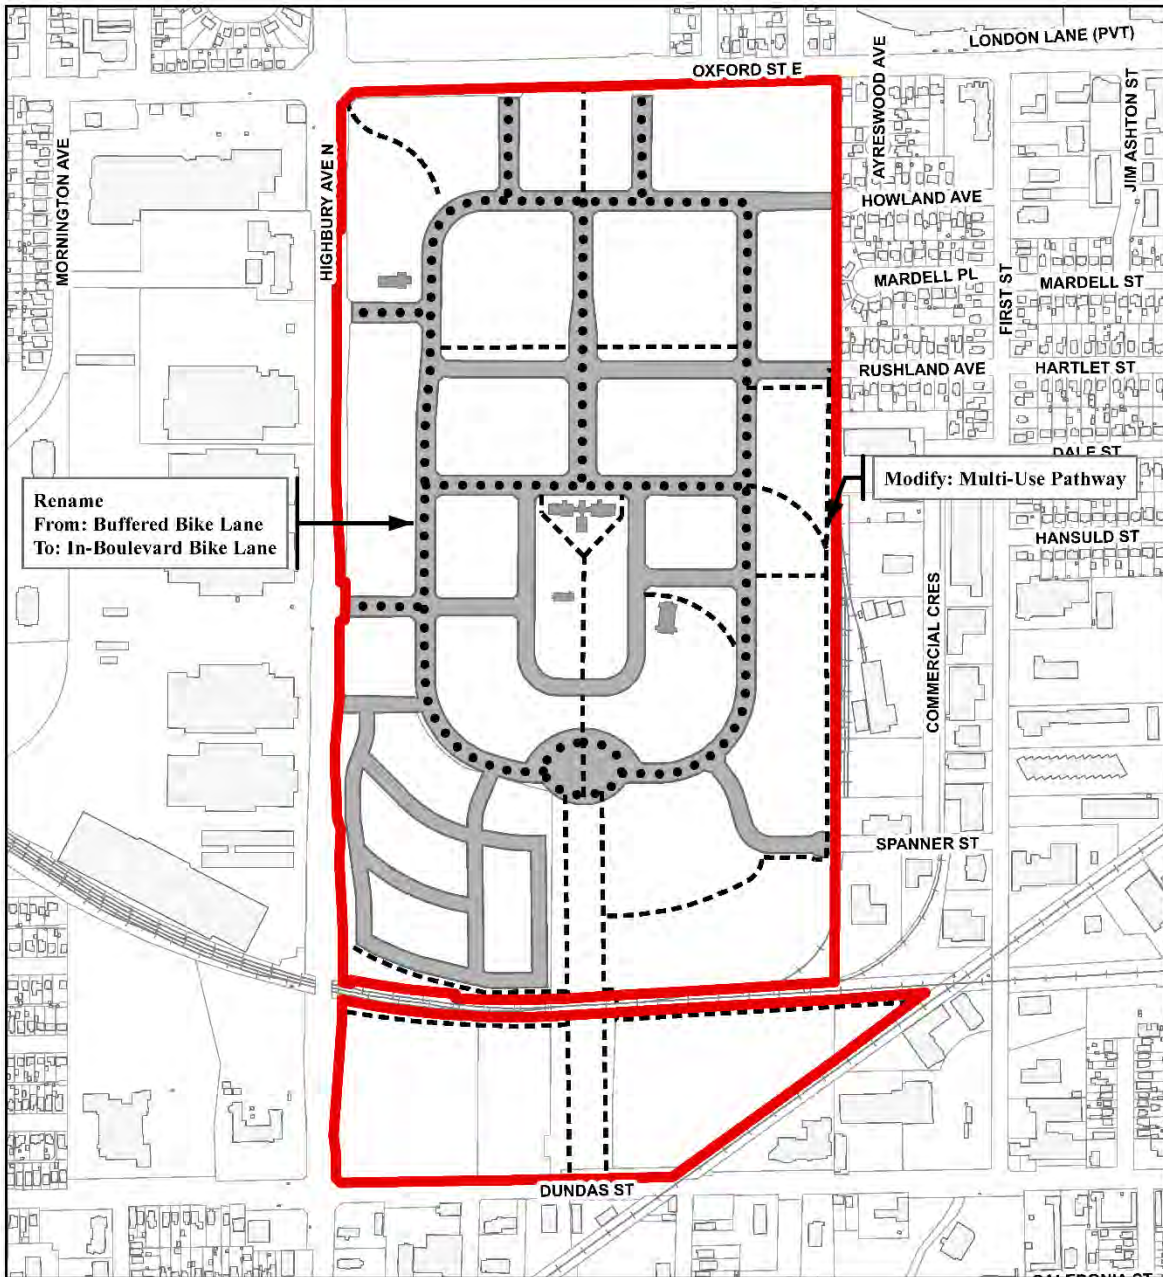 LONDON LANE (PVT)
OXFORD ST E
AYRESWOOD AVE
JIM ASHTON ST
MORNINGTON AVE
HIGHBURY AVE N
HOWLAND AVE
MARDELL PL
MARDELL ST
FIRST ST
RUSHLAND AVE
HARTLET ST
DALE ST
Modify: Multi-Use Pathway
Rename
From: Buffered Bike Lane
To: In-Boulevard Bike Lane
HANSULD ST
COMMERCIAL CRES
SPANNER ST
DUNDAS ST